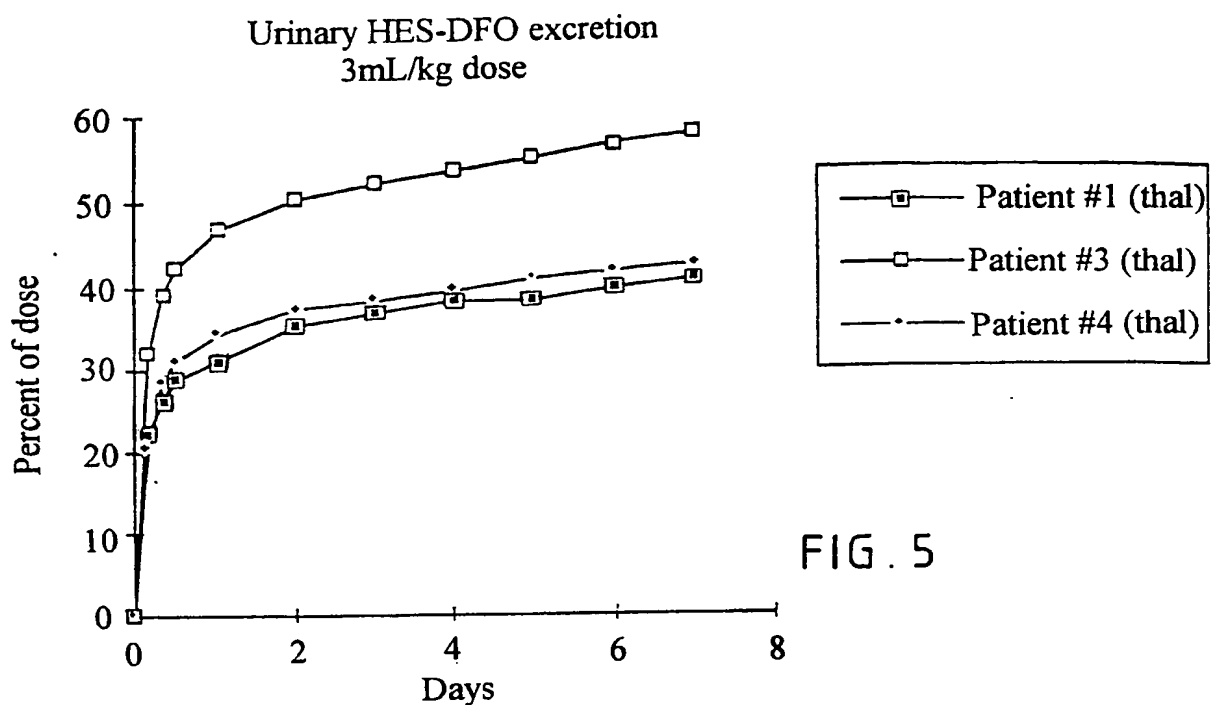 Urinary HES-DFO excretion
3mL/kg dose
Percent of dose
60
50
40
30
20
10
0
0 2 4 6 8
Days
Patient #1 (thal)
Patient #3 (thal)
Patient #4 (thal)
FIG. 5